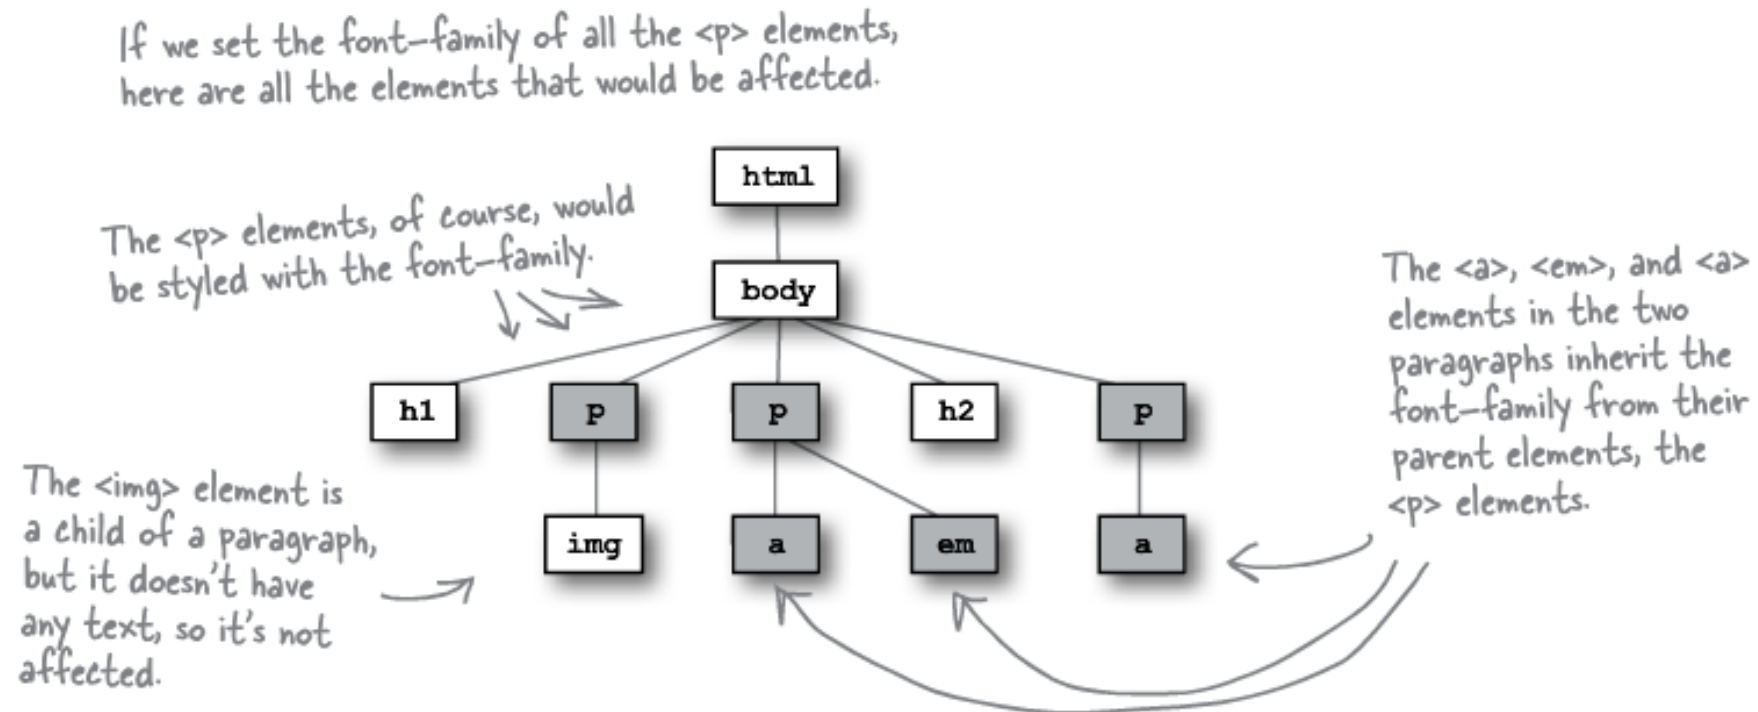 If we set the font-family of all the <p> elements,
here are all the elements that would be affected.
html
The <p> elements, of course, would
be styled with the font-family.
body
The <a>, <em>, and <a>
elements in the two
paragraphs inherit the
font-family from their
parent elements, the
<p> elements.
h1 p p h2 p
The <img> element is
a child of a paragraph,
but it doesn't have
any text, so it's not
affected.
img a em a